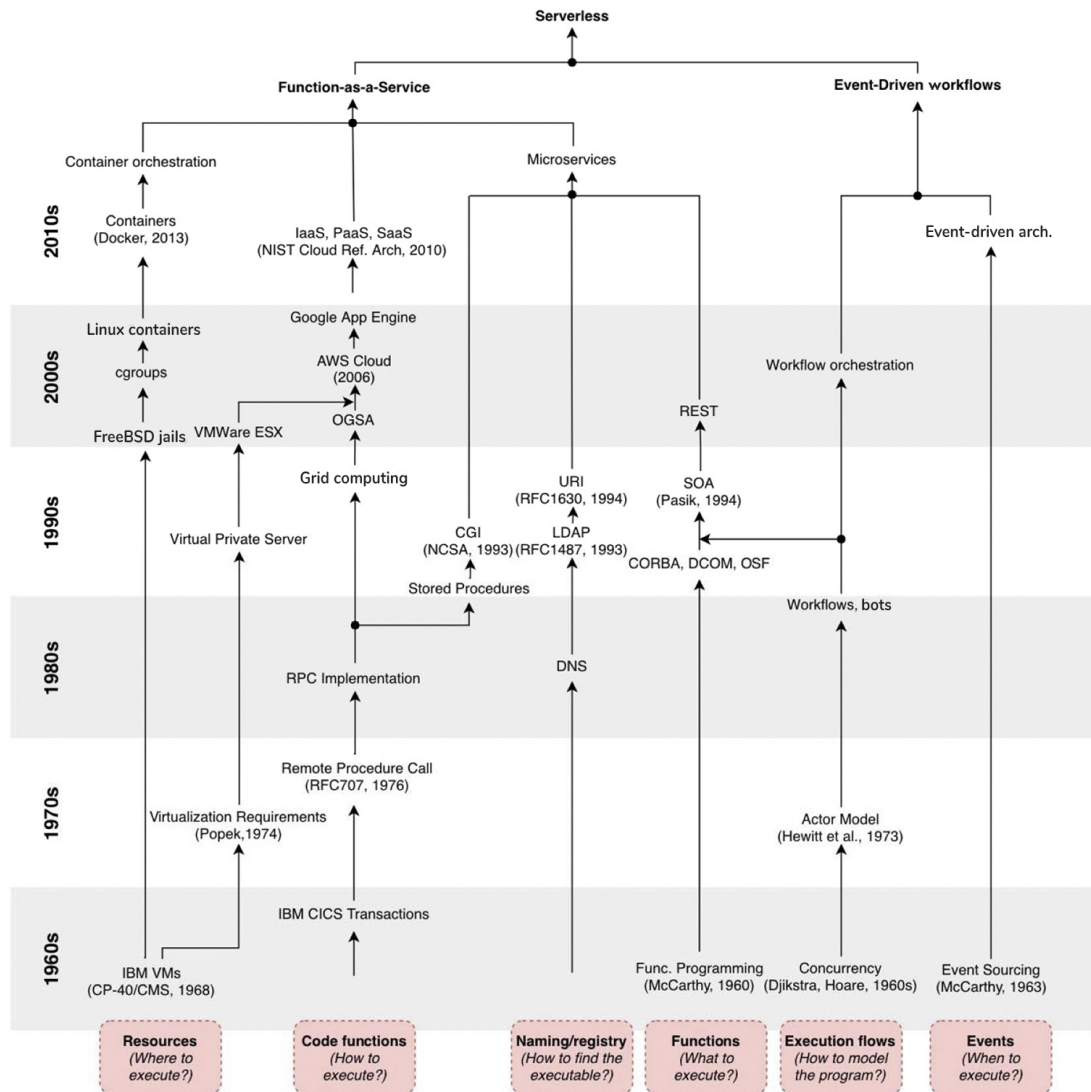 Serverless
Function-as-a-Service
Event-Driven workflows
Container orchestration
Microservices
2010s
Containers
(Docker, 2013)
IaaS, PaaS, SaaS
(NIST Cloud Ref. Arch, 2010)
Event-driven arch.
2000s
Linux containers
cgroups
FreeBSD jails
VMWare ESX
Google App Engine
AWS Cloud
(2006)
OGSA
Workflow orchestration
REST
1990s
Grid computing
Virtual Private Server
URI
(RFC1630, 1994)
SOA
(Pasik, 1994)
CGI
(NCSA, 1993)
LDAP
(RFC1487, 1993)
CORBA, DCOM, OSF
Stored Procedures
Workflows, bots
1980s
DNS
RPC Implementation
1970s
Remote Procedure Call
(RFC707, 1976)
Virtualization Requirements
(Popek,1974)
Actor Model
(Hewitt et al., 1973)
1960s
IBM CICS Transactions
IBM VMs
(CP-40/CMS, 1968)
Func. Programming
(McCarthy, 1960)
Concurrency
(Djikstra, Hoare, 1960s)
Event Sourcing
(McCarthy, 1963)
Resources
(Where to
execute?)
Code functions
(How to
execute?)
Naming/registry
(How to find the
executable?)
Functions
(What to
execute?)
Execution flows
(How to model
the program?)
Events
(When to
execute?)